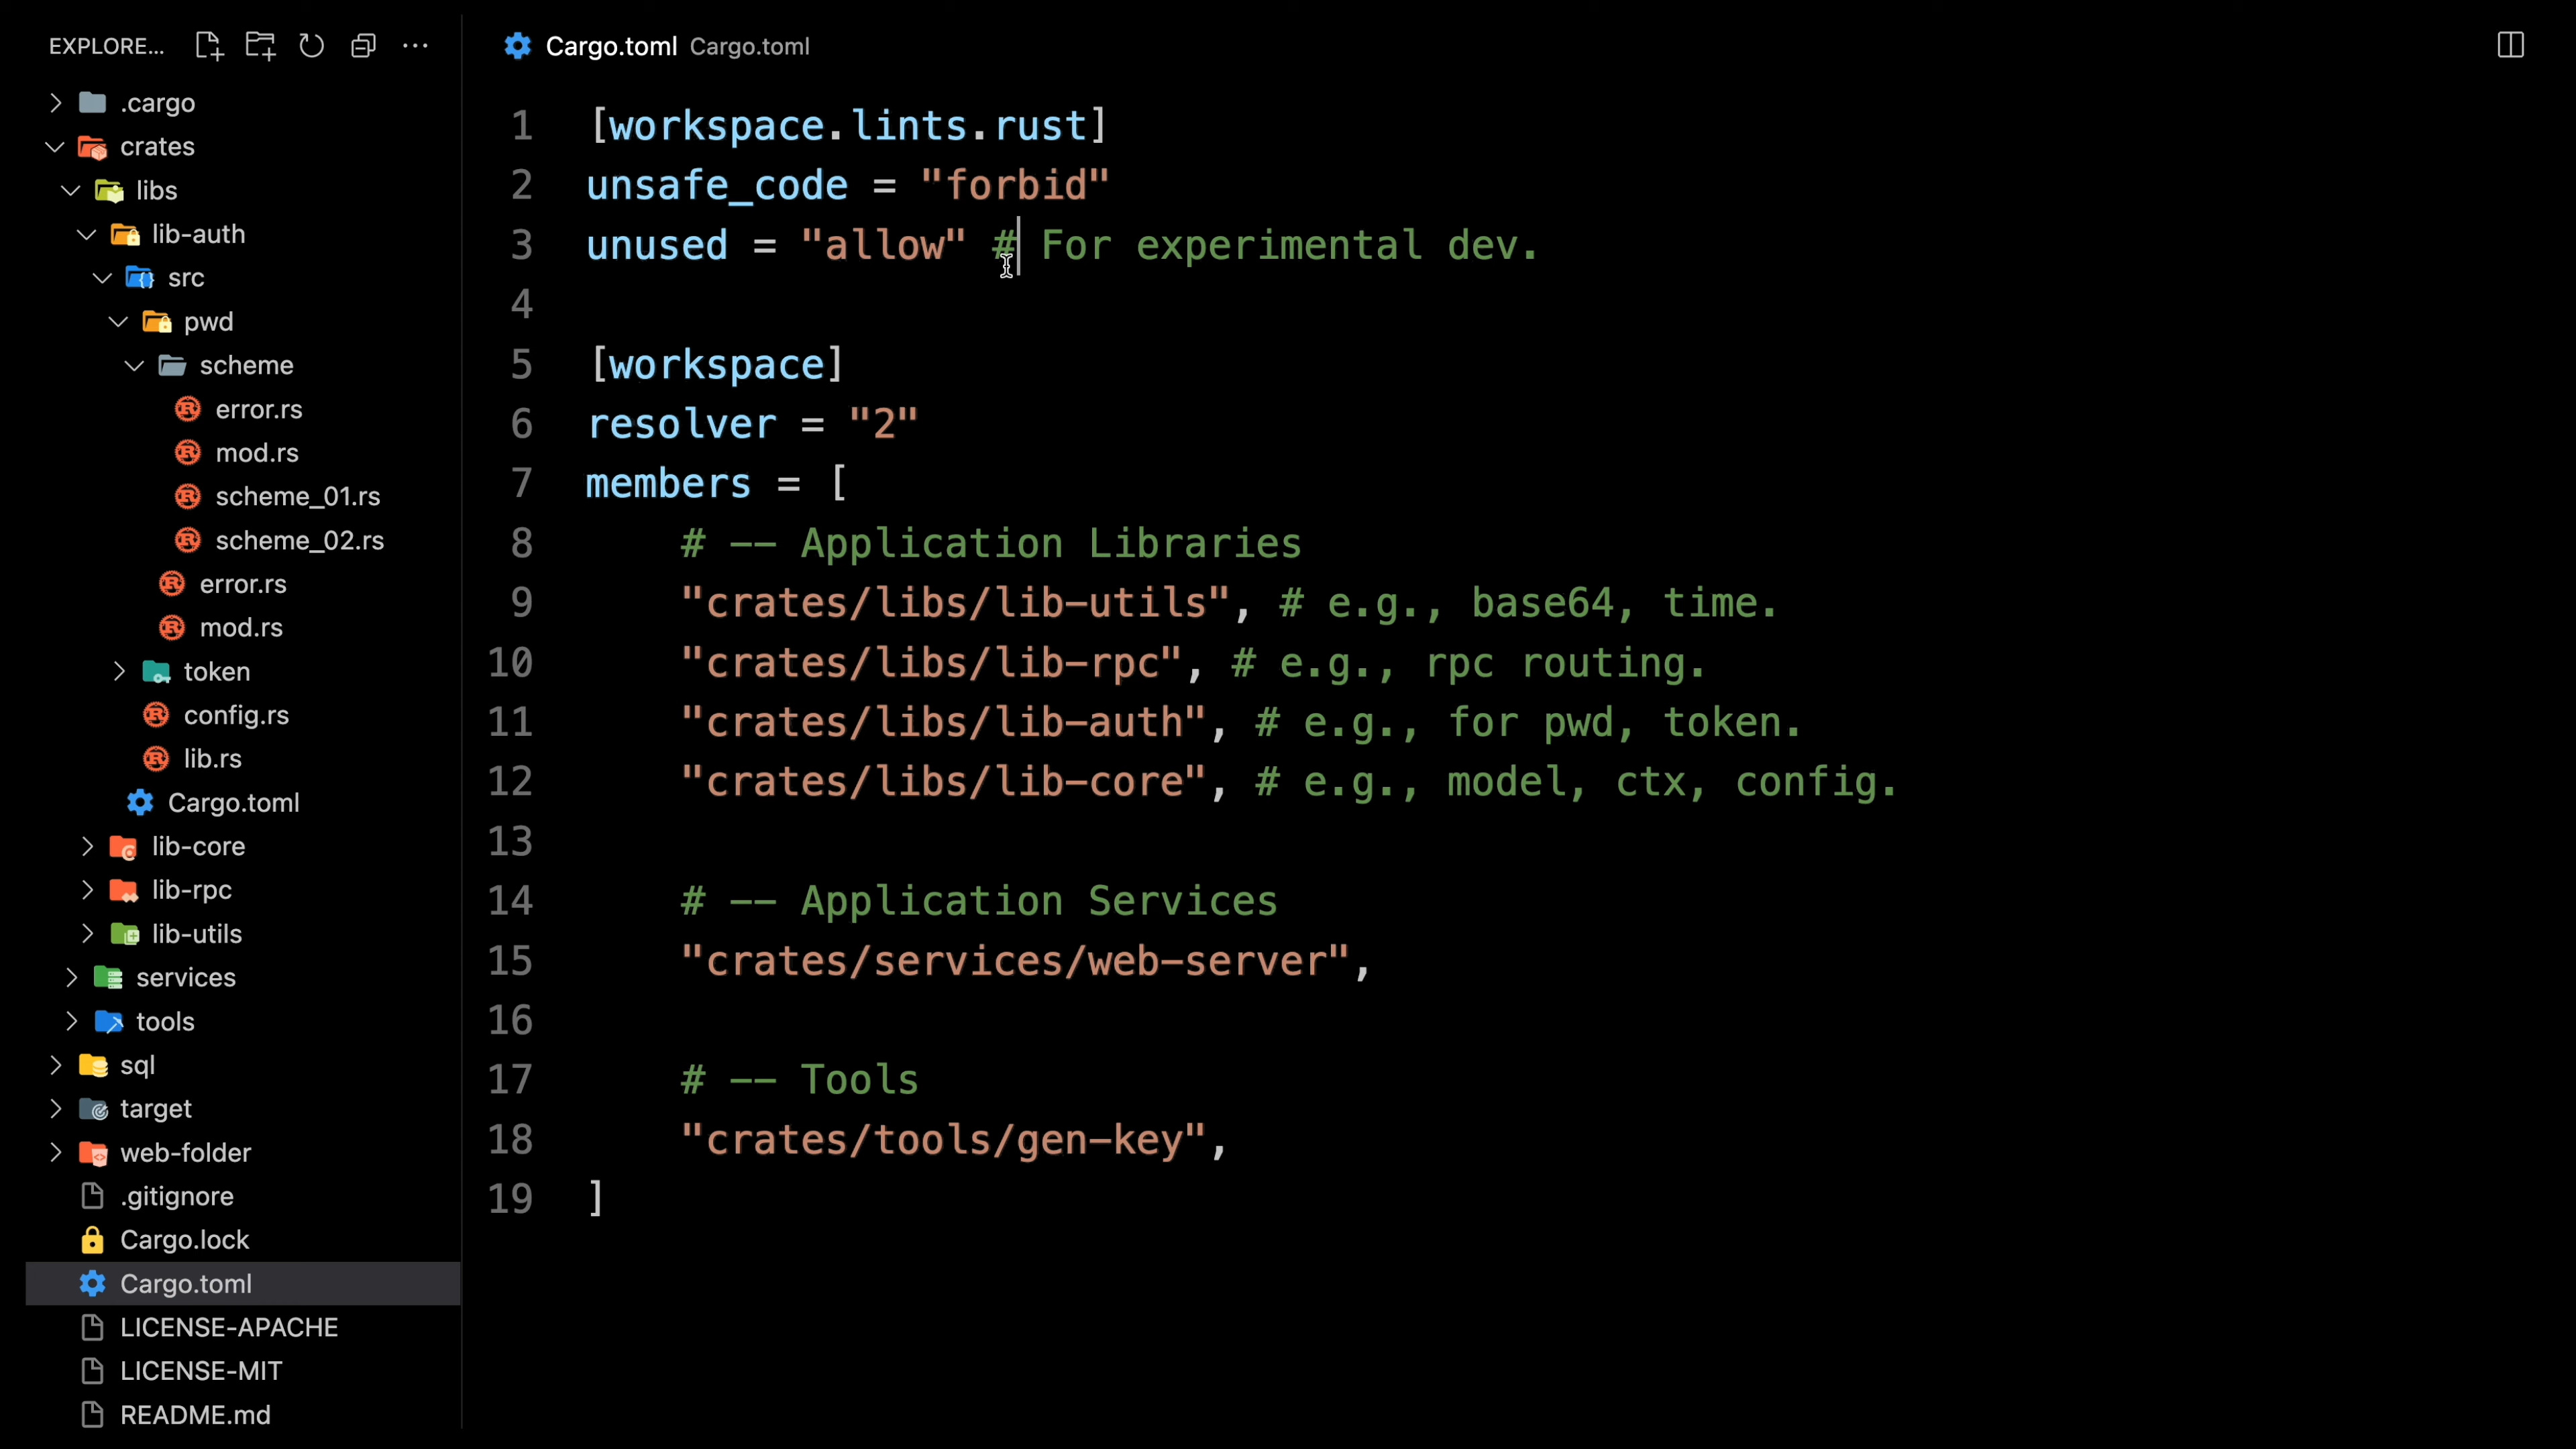 EXPLORE...
.cargo
crates
libs
lib-auth
src
pwd
scheme
error.rs
mod.rs
scheme_01.rs
scheme_02.rs
error.rs
mod.rs
token
config.rs
lib.rs
Cargo.toml
lib-core
lib-rpc
lib-utils
services
tools
sql
target
web-folder
.gitignore
Cargo.lock
Cargo.toml
LICENSE-APACHE
LICENSE-MIT
README.md
Cargo.toml Cargo.toml
1 [workspace.lints.rust]
2 unsafe_code = "forbid"
3 unused = "allow" # For experimental dev.
4
5 [workspace]
6 resolver = "2"
7 members = [
8 # -- Application Libraries
9 "crates/libs/lib-utils", # e.g., base64, time.
10 "crates/libs/lib-rpc", # e.g., rpc routing.
11 "crates/libs/lib-auth", # e.g., for pwd, token.
12 "crates/libs/lib-core", # e.g., model, ctx, config.
13
14 # -- Application Services
15 "crates/services/web-server",
16
17 # -- Tools
18 "crates/tools/gen-key",
19 ]